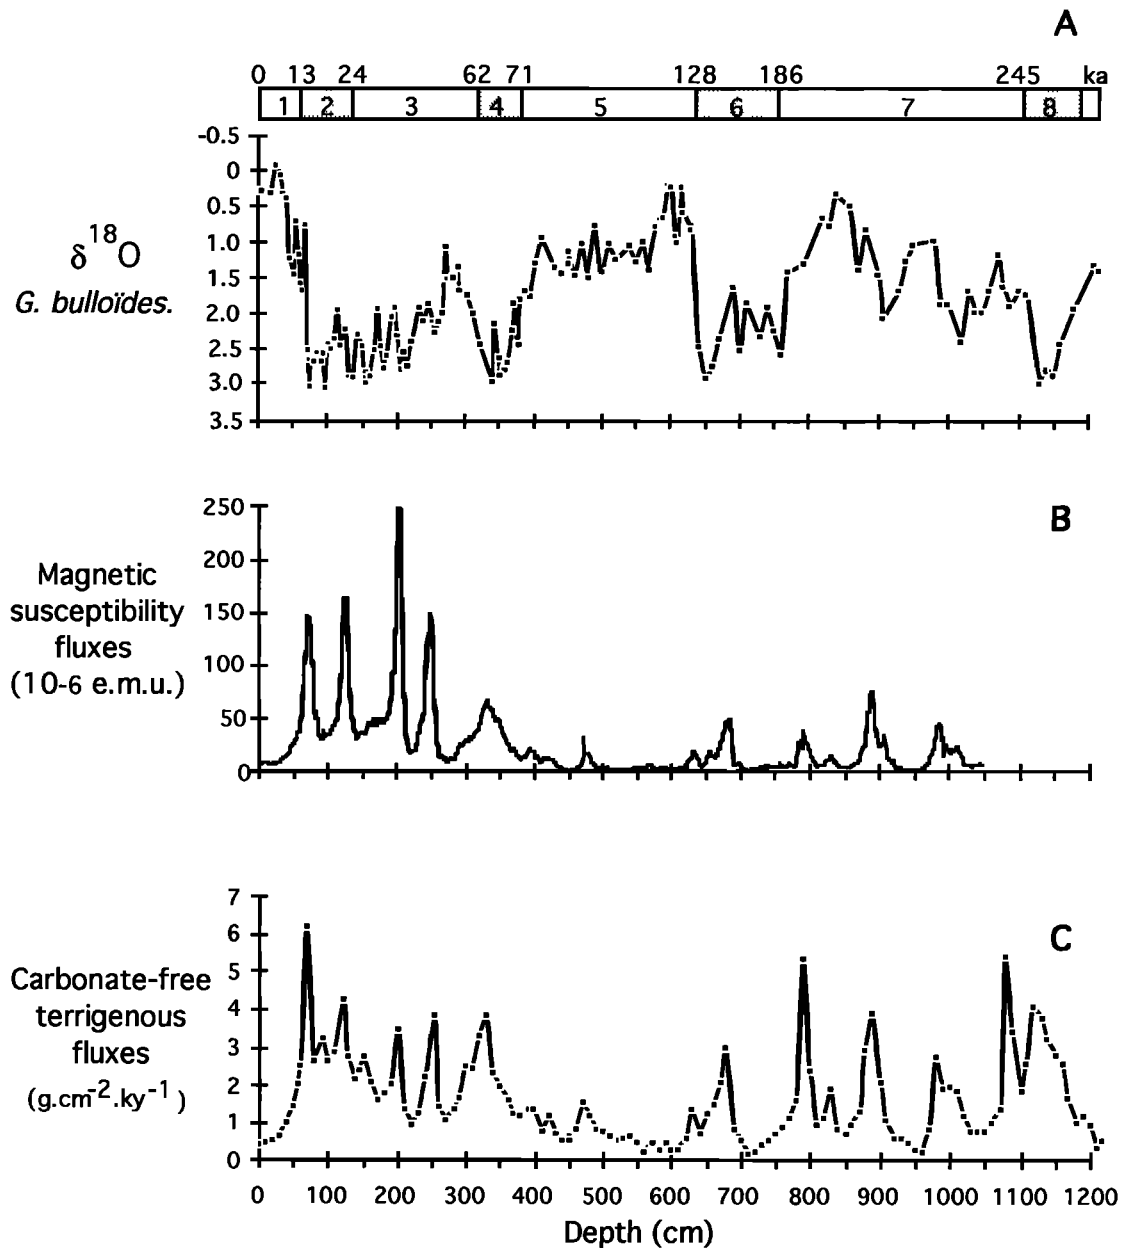 A
0 13 24 62 71 128 186 245 ka
1 2 3 4 5 6 7 8
-0.5
0
0.5
1.0
1.5
2.0
2.5
3.0
3.5
δ18O
G. bulloïdes.
B
250
200
150
100
50
0
Magnetic
susceptibility
fluxes
(10-6 e.m.u.)
C
7
6
5
4
3
2
1
0
Carbonate-free
terrigenous
fluxes
(g.cm-2.ky-1)
0 100 200 300 400 500 600 700 800 900 1000 1100 1200
Depth (cm)